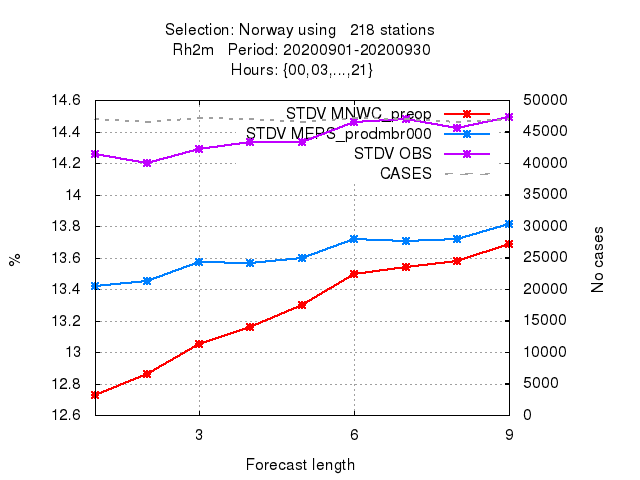 Selection: Norway using   218 stations
Rh2m   Period: 20200901-20200930
Hours: {00,03,...,21}
14.6
14.4
14.2
14
13.8
13.6
13.4
13.2
13
12.8
12.6
%
STDV MNWC_preop
STDV MEPS_prodmbr000
STDV OBS
CASES
50000
45000
40000
35000
30000
25000
20000
15000
10000
5000
0
No cases
3 6 9
Forecast length